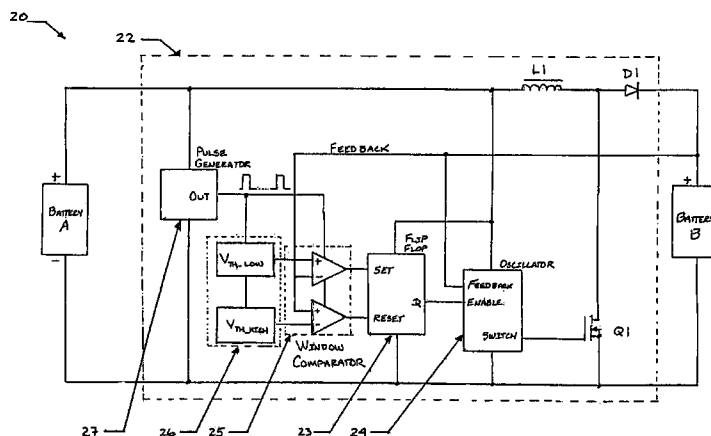 20
22
L1
D1
PULSE GENERATOR
FEEDBACK
OUT
+
BATTERY A
-
+
BATTERY B
FLIP FLOP
OSCILLATOR
VTH_LOW
+
-
SET
FEEDBACK
Q
ENABLE
VTH_HIGH
+
-
RESET
SWITCH
Q1
WINDOW COMPARATOR
27
26
25
23
24